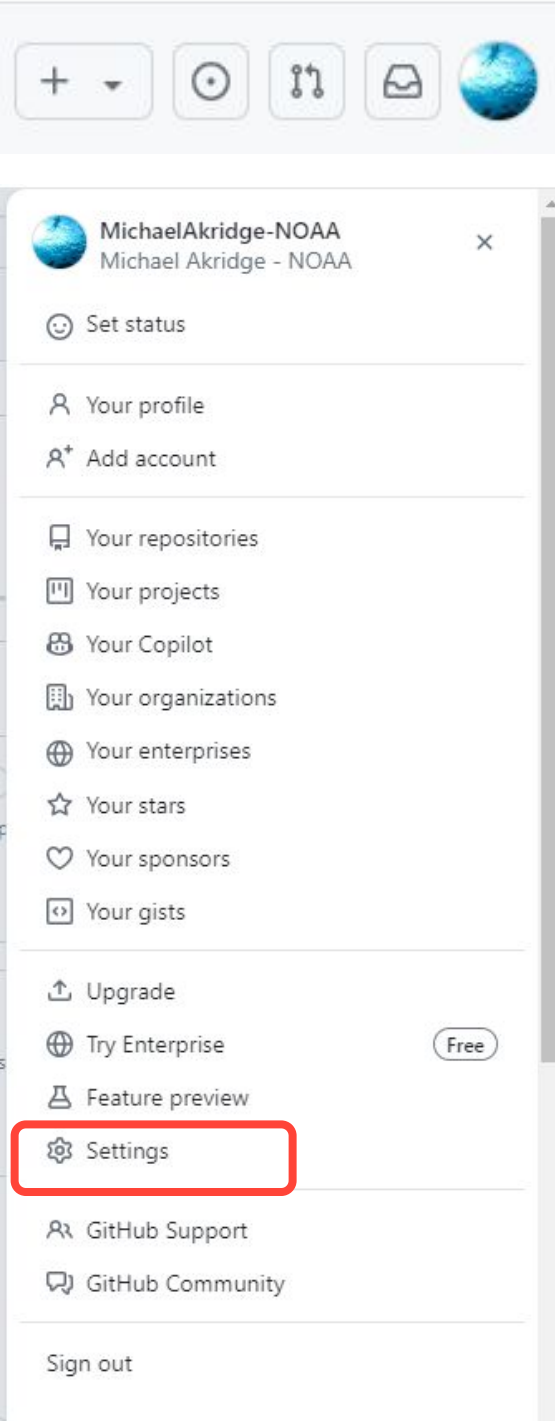 MichaelAkridge-NOAA
Michael Akridge - NOAA
Set status
Your profile
Add account
Your repositories
Your projects
Your Copilot
Your organizations
Your enterprises
Your stars
Your sponsors
Your gists
Upgrade
Try Enterprise Free
Feature preview
Settings
GitHub Support
GitHub Community
Sign out